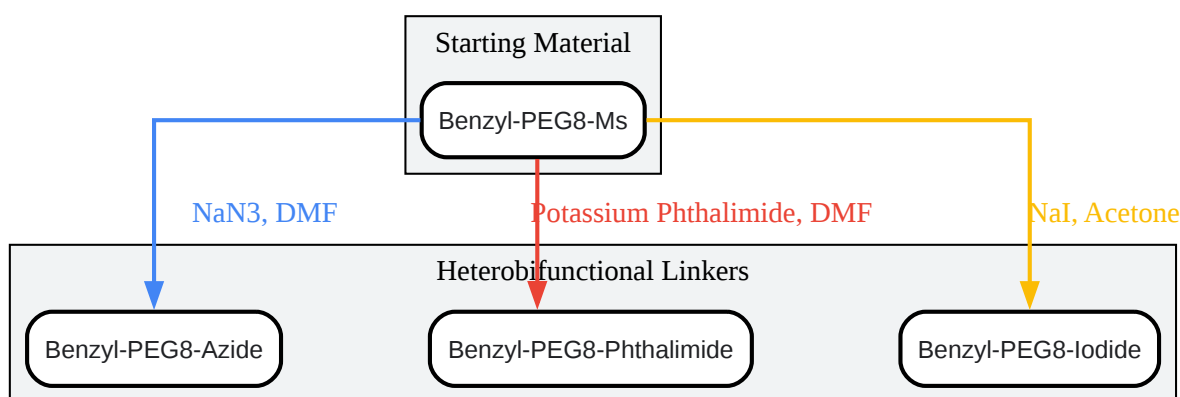 Starting Material
Benzyl-PEG8-Ms
NaN3, DMF
Potassium Phthalimide, DMF
NaI, Acetone
Heterobifunctional Linkers
Benzyl-PEG8-Azide
Benzyl-PEG8-Phthalimide
Benzyl-PEG8-Iodide